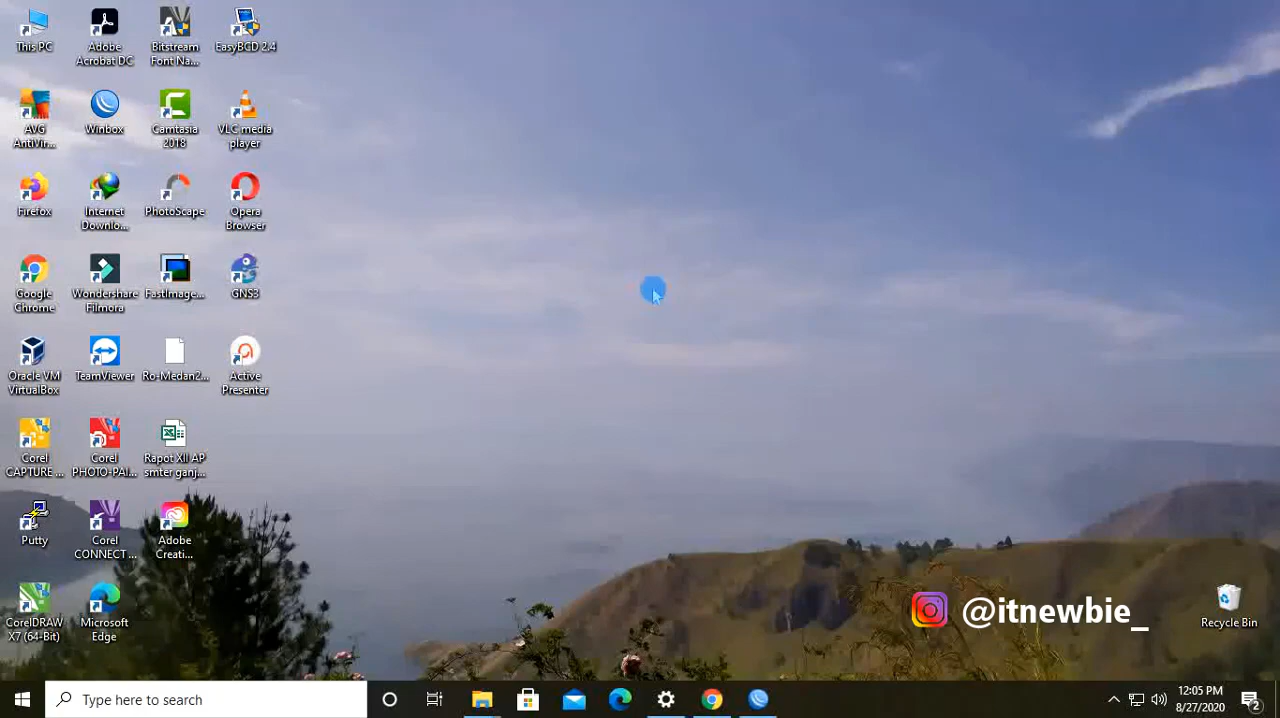 This PC
Adobe
Acrobat DC
Bitstream
Font Na...
EasyBCD 2.4
AVG
AntiVir...
Winbox
Camtasia
2018
VLC media
player
Firefox
Internet
Downlo...
PhotoScape
Opera
Browser
Google
Chrome
Wondershare
Filmora
FastImage...
GNS3
Oracle VM
VirtualBox
TeamViewer
Ro-Medan2...
Active
Presenter
Corel
CAPTURE ...
Corel
PHOTO-PAI...
Rapot XII AP
smter ganj...
Putty
Corel
CONNECT ...
Adobe
Creati...
CorelDRAW
X7 (64-Bit)
Microsoft
Edge
@itnewbie_
Recycle Bin
Type here to search
12:05 PM
8/27/2020
2